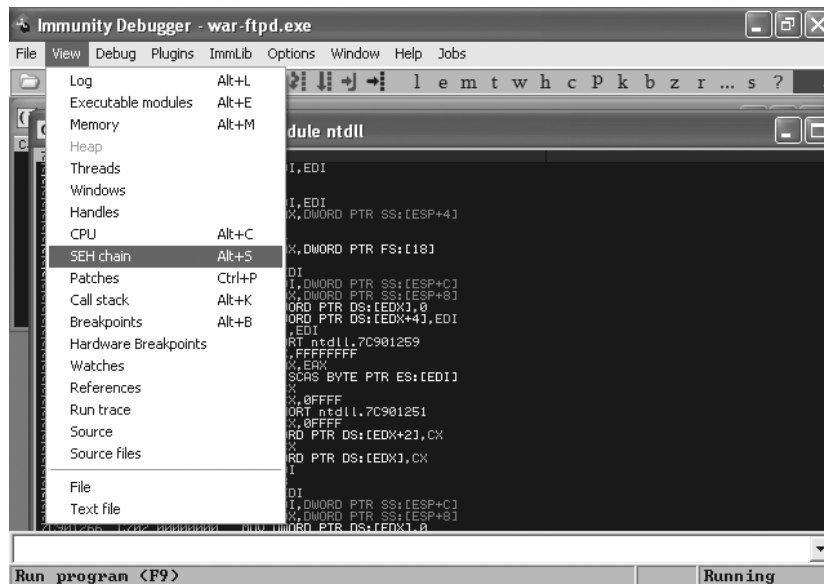 Immunity Debugger - war-ftpd.exe
File View Debug Plugins ImmLib Options Window Help Jobs
l e m t w h c P k b z r ... s ?
dule ntdll
Log Alt+L
Executable modules Alt+E
Memory Alt+M
Heap
Threads
Windows
Handles
CPU Alt+C
SEH chain Alt+S
Patches Ctrl+P
Call stack Alt+K
Breakpoints Alt+B
Hardware Breakpoints
Watches
References
Run trace
Source
Source files
File
Text file
I,EDI
I,EDI
X,DWORD PTR SS:[ESP+4]
X,DWORD PTR FS:[18]
DI
I,DWORD PTR SS:[ESP+C]
X,DWORD PTR SS:[ESP+8]
ORD PTR DS:[EDX],0
ORD PTR DS:[EDX+4],EDI
,EDI
RT ntdll.7C901259
,FFFFFFFF
X,EAX
SCAS BYTE PTR ES:[EDI]
X
X,0FFFF
ORT ntdll.7C901251
X,0FFFF
RD PTR DS:[EDX+2],CX
X
RD PTR DS:[EDX],CX
I
DI
I,DWORD PTR SS:[ESP+C]
X,DWORD PTR SS:[ESP+8]
DWORD PTR DS:[EDX],0
Run program (F9) Running